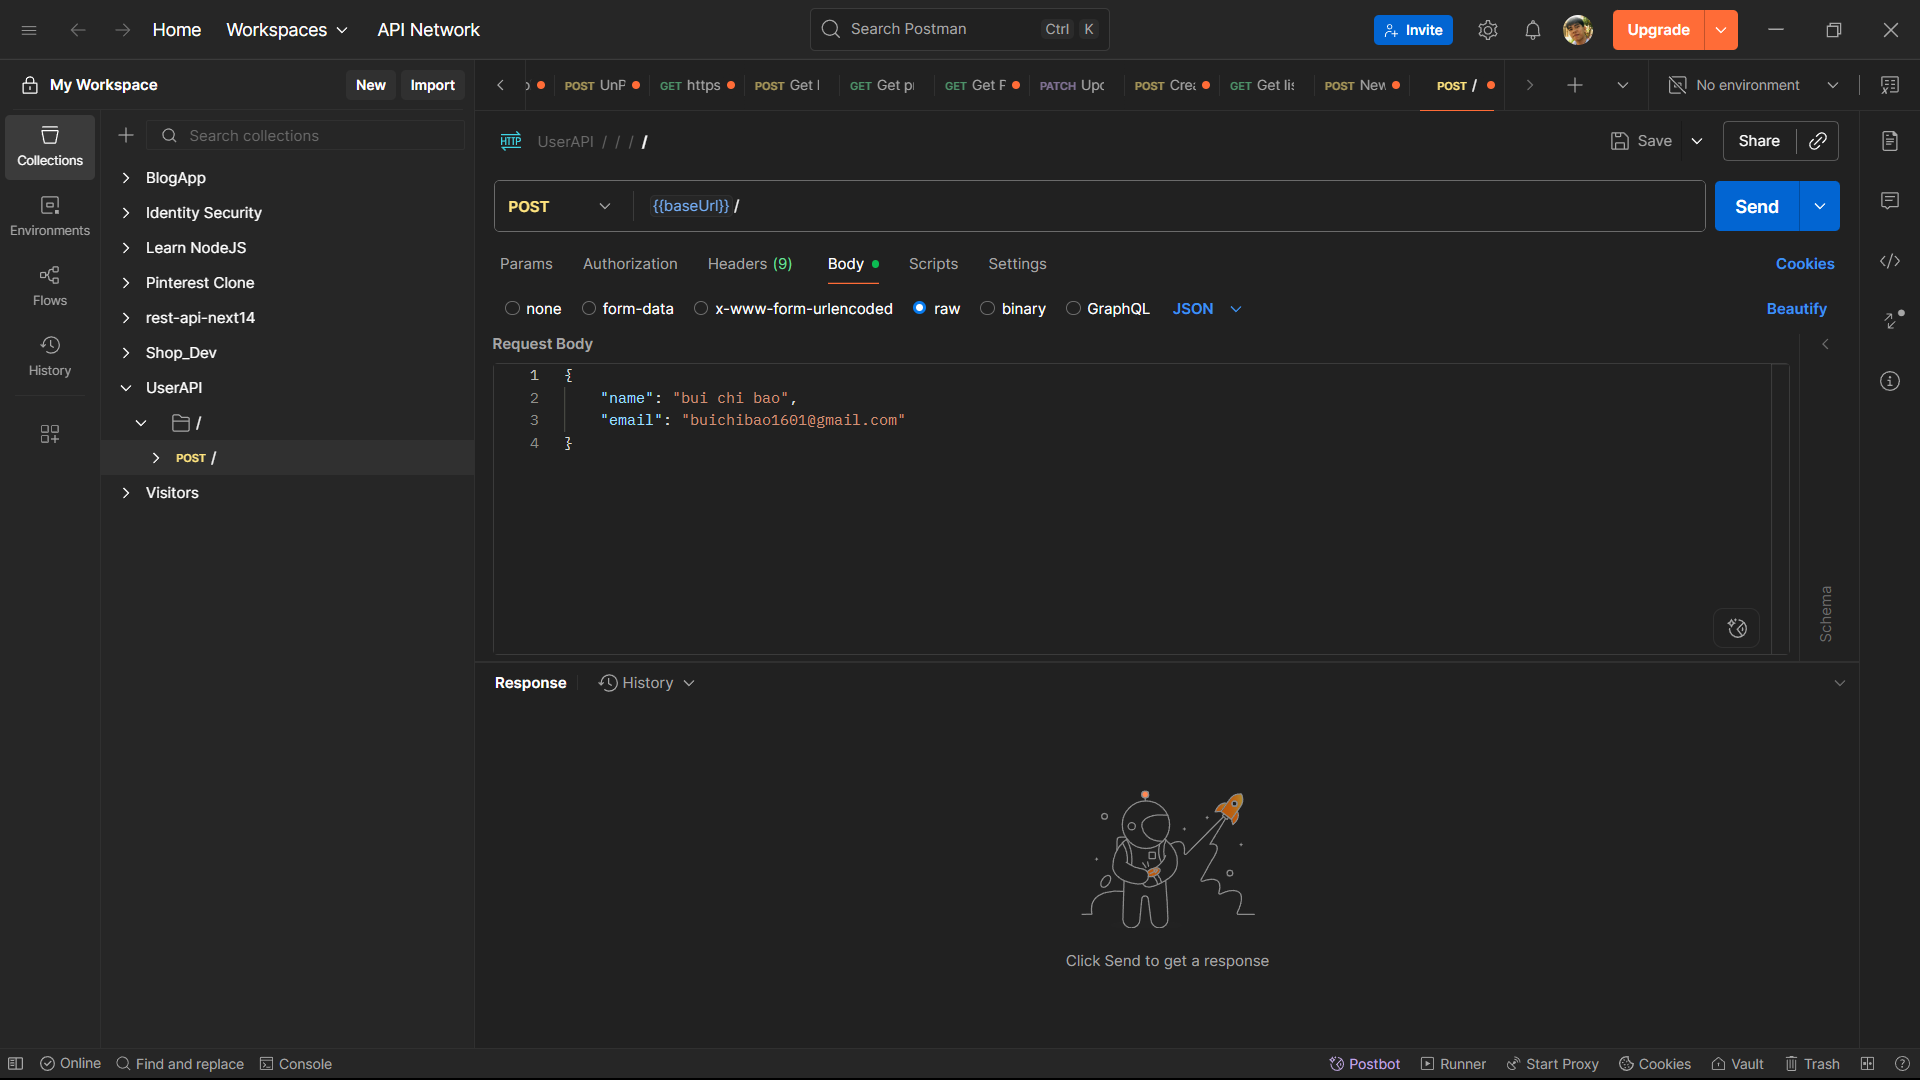 Home Workspaces API Network Search Postman Ctrl K Invite Upgrade
My Workspace New Import
POST UnP GET https POST Get GET Get pr GET Get F PATCH Upd POST Crea GET Get lis POST New POST / No environment
Collections
Environments
Flows
History
Search collections
BlogApp
Identity Security
Learn NodeJS
Pinterest Clone
rest-api-next14
Shop_Dev
UserAPI
/
POST /
Visitors
HTTP UserAPI / / / / Save Share
POST {{baseUrl}} / Send
Params Authorization Headers (9) Body Scripts Settings Cookies
none form-data x-www-form-urlencoded raw binary GraphQL JSON Beautify
Request Body
1 {
2 "name": "bui chi bao",
3 "email": "buichibao1601@gmail.com"
4 }
Schema
Response History
Click Send to get a response
Online Find and replace Console Postbot Runner Start Proxy Cookies Vault Trash